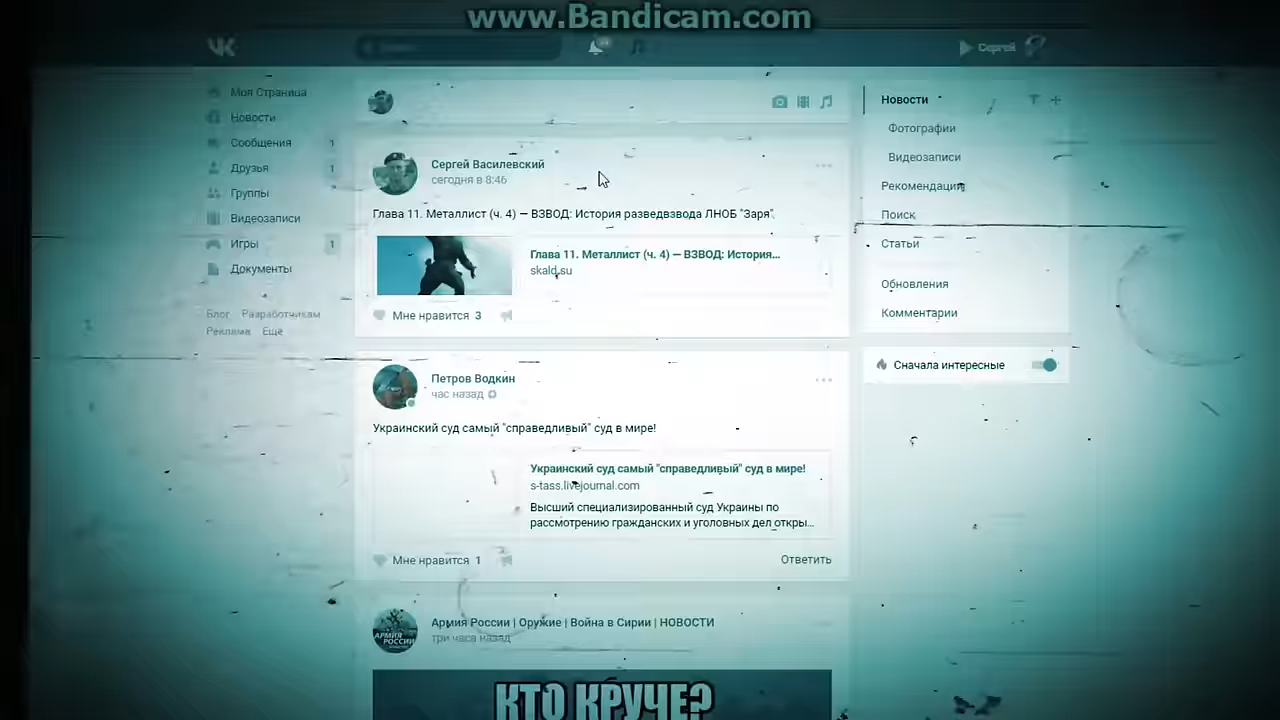 www.Bandicam.com
Сергей
Моя Страница
Новости
Сообщения 1
Друзья 1
Группы
Видеозаписи
Игры 1
Документы
Блог Разработчикам
Реклама Ещё
Сергей Василевский
сегодня в 8:46
Глава 11. Металлист (ч. 4) — ВЗВОД: История разведвзвода ЛНОБ "Заря".
Глава 11. Металлист (ч. 4) — ВЗВОД: История...
skald.su
Мне нравится 3
Петров Водкин
час назад
Украинский суд самый "справедливый" суд в мире!
Украинский суд самый "справедливый" суд в мире!
s-tass.livejournal.com
Высший специализированный суд Украины по
рассмотрению гражданских и уголовных дел откры...
Мне нравится 1
Ответить
АРМИЯ
РОССИИ
Армия России | Оружие | Война в Сирии | НОВОСТИ
три часа назад
КТО КРУЧЕ?
Новости
Фотографии
Видеозаписи
Рекомендации
Поиск
Статьи
Обновления
Комментарии
Сначала интересные